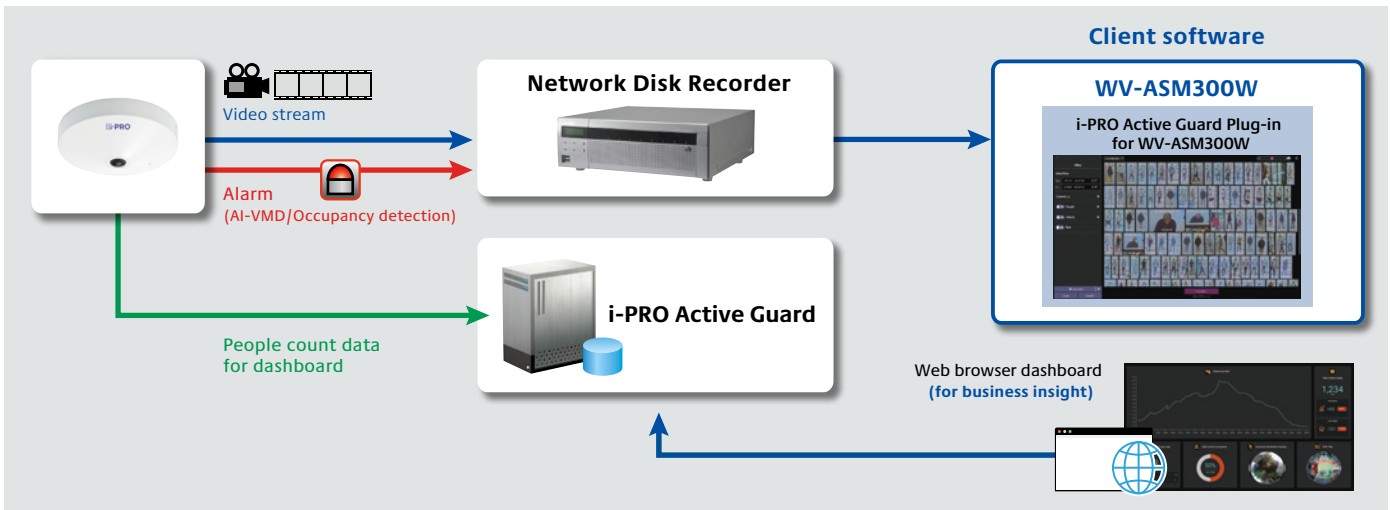 Client software
i-PRO
Video stream
Alarm
(AI-VMD/Occupancy detection)
People count data
for dashboard
Network Disk Recorder
i-PRO Active Guard
WV-ASM300W
i-PRO Active Guard Plug-in
for WV-ASM300W
Web browser dashboard
(for business insight)
1,234
50%